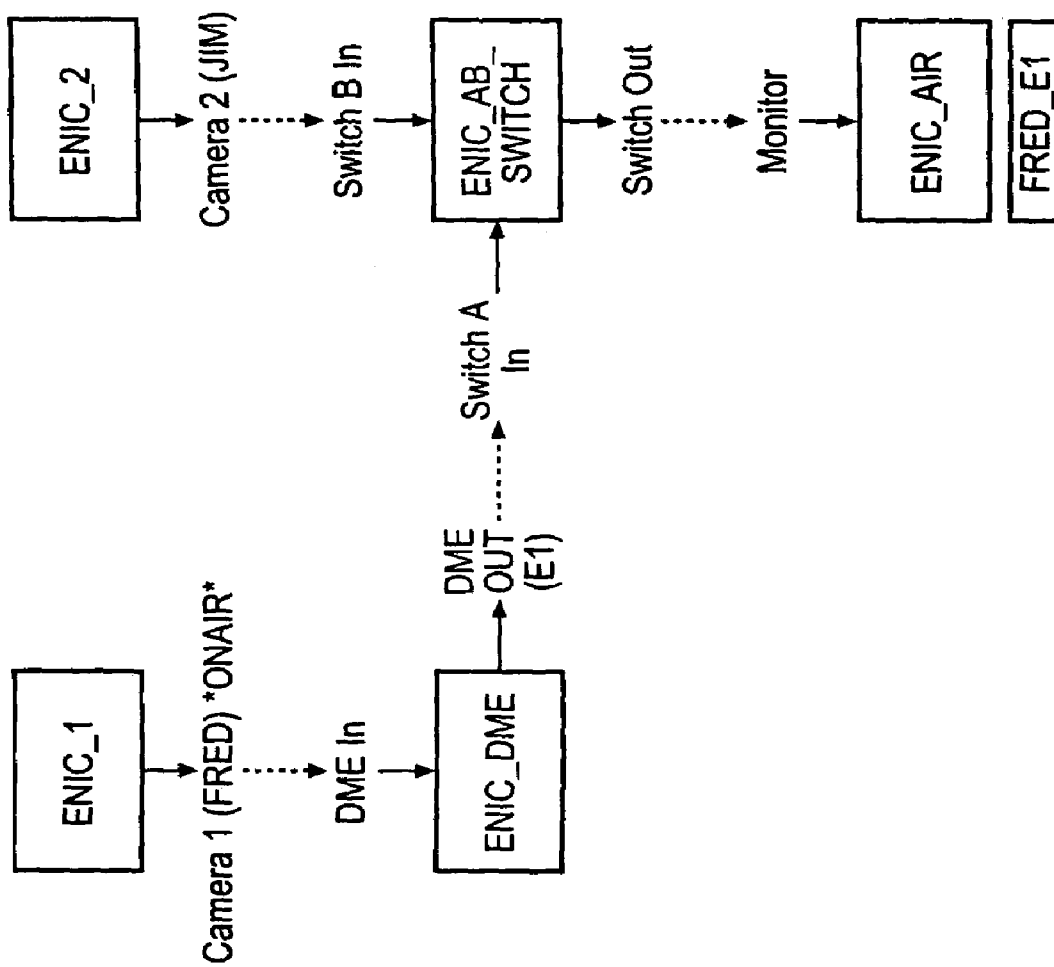 ENIC_1
Camera 1 (FRED) *ONAIR*
DME In
ENIC_DME
DME
OUT
(E1)
Switch A
In
ENIC_2
Camera 2 (JIM)
Switch B In
ENIC_AB_
SWITCH
Switch Out
Monitor
ENIC_AIR
FRED_E1